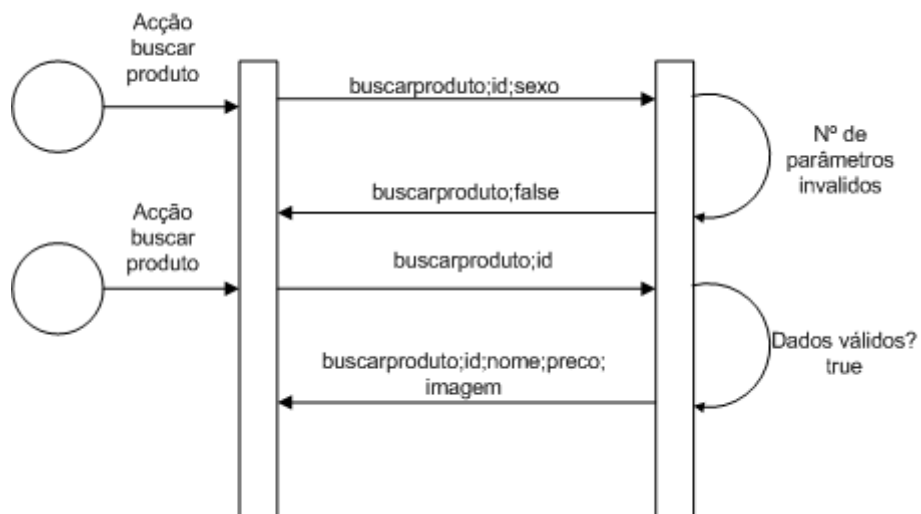 Acção
buscar
produto
buscarproduto;id;sexo
Nº de
parâmetros
invalidos
buscarproduto;false
Acção
buscar
produto
buscarproduto;id
Dados válidos?
true
buscarproduto;id;nome;preco;
imagem